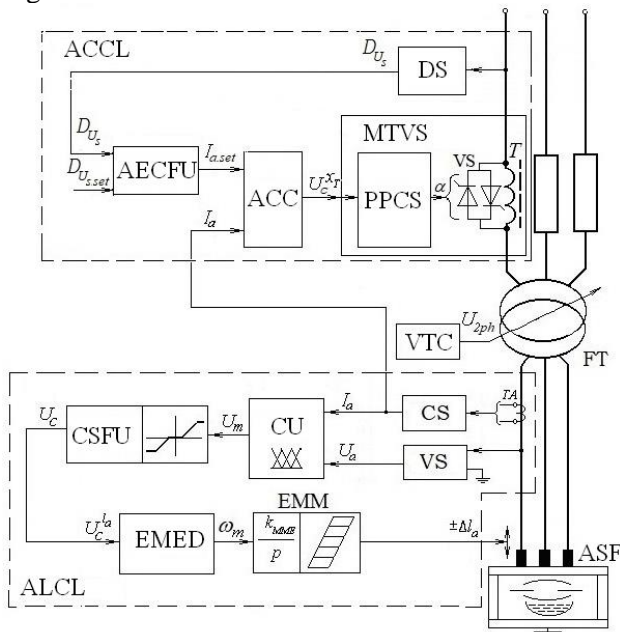 ACCL
D_{U_s}
DS
D_{U_s}
D_{U_s.set}
AECFU
I_{a.set}
I_a
ACC
U_c^{x_T}
MTVS
PPCS
α
VS
T
U_{2ph}
VTC
FT
U_c
CSFU
U_m
CU
I_a
CS
TA
U_a
VS
EMM
U_c^{l_a}
EMED
ω_m
k_{MME}
p
±Δl_a
ALCL
ASF